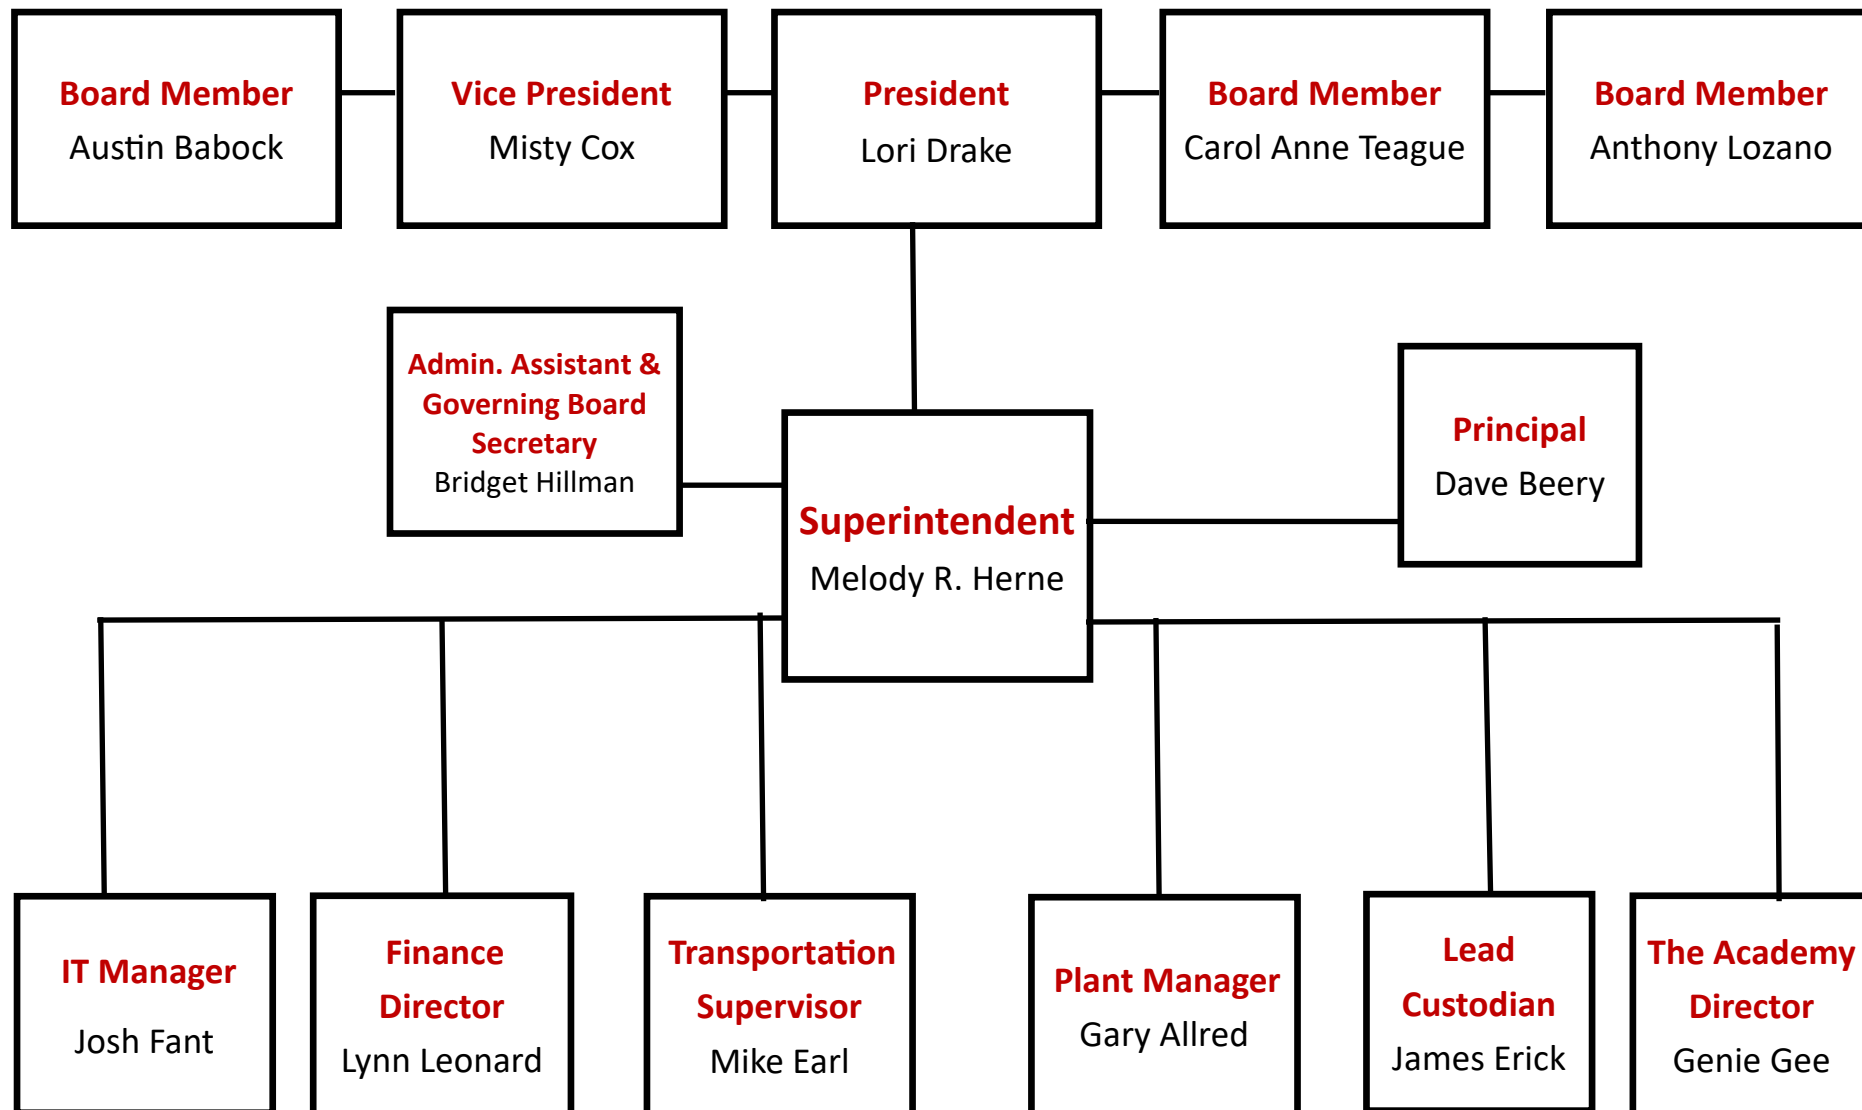 Board Member
Austin Babock
Vice President
Misty Cox
President
Lori Drake
Board Member
Carol Anne Teague
Board Member
Anthony Lozano
Admin. Assistant &
Governing Board
Secretary
Bridget Hillman
Principal
Dave Beery
Superintendent
Melody R. Herne
IT Manager
Josh Fant
Finance
Director
Lynn Leonard
Transportation
Supervisor
Mike Earl
Plant Manager
Gary Allred
Lead
Custodian
James Erick
The Academy
Director
Genie Gee